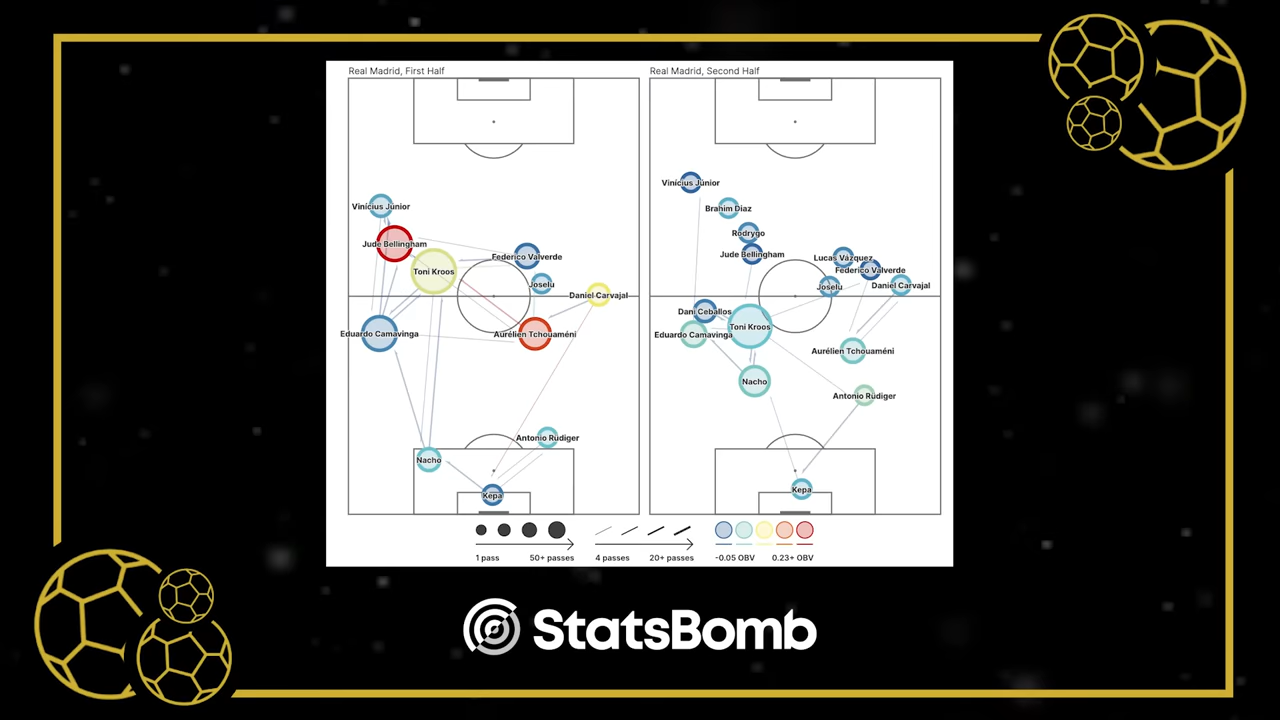 Real Madrid, First Half
Vinícius Júnior
Jude Bellingham
Toni Kroos
Federico Valverde
Joselu
Daniel Carvajal
Eduardo Camavinga
Aurélien Tchouaméni
Antonio Rüdiger
Nacho
Kepa
Real Madrid, Second Half
Vinícius Júnior
Brahim Díaz
Rodrygo
Jude Bellingham
Lucas Vázquez
Federico Valverde
Joselu
Daniel Carvajal
Dani Ceballos
Toni Kroos
Eduardo Camavinga
Aurélien Tchouaméni
Nacho
Antonio Rüdiger
Kepa
1 pass 50+ passes
4 passes 20+ passes
-0.05 OBV 0.23+ OBV
StatsBomb